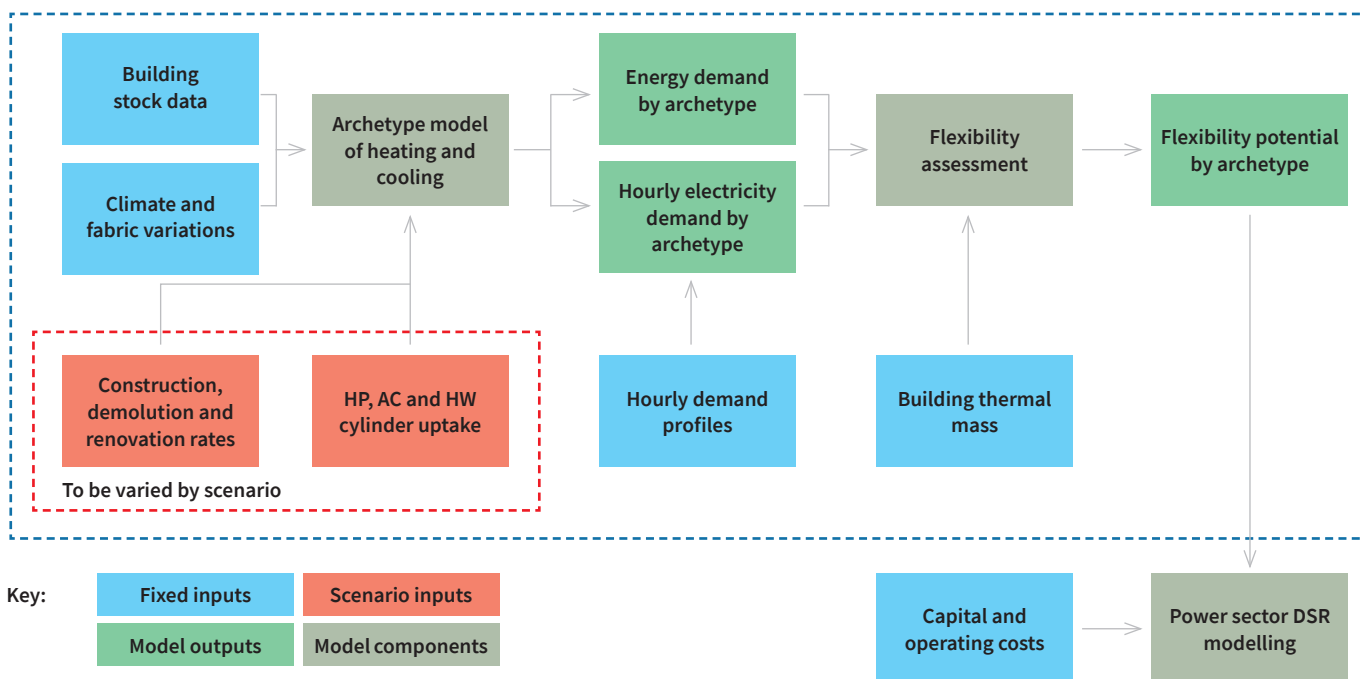 Building
stock data
Climate and
fabric variations
Archetype model
of heating and
cooling
Energy demand
by archetype
Hourly electricity
demand by
archetype
Flexibility
assessment
Flexibility potential
by archetype
Construction,
demolution and
renovation rates
HP, AC and HW
cylinder uptake
To be varied by scenario
Hourly demand
profiles
Building thermal
mass
Key:
Fixed inputs
Scenario inputs
Model outputs
Model components
Capital and
operating costs
Power sector DSR
modelling